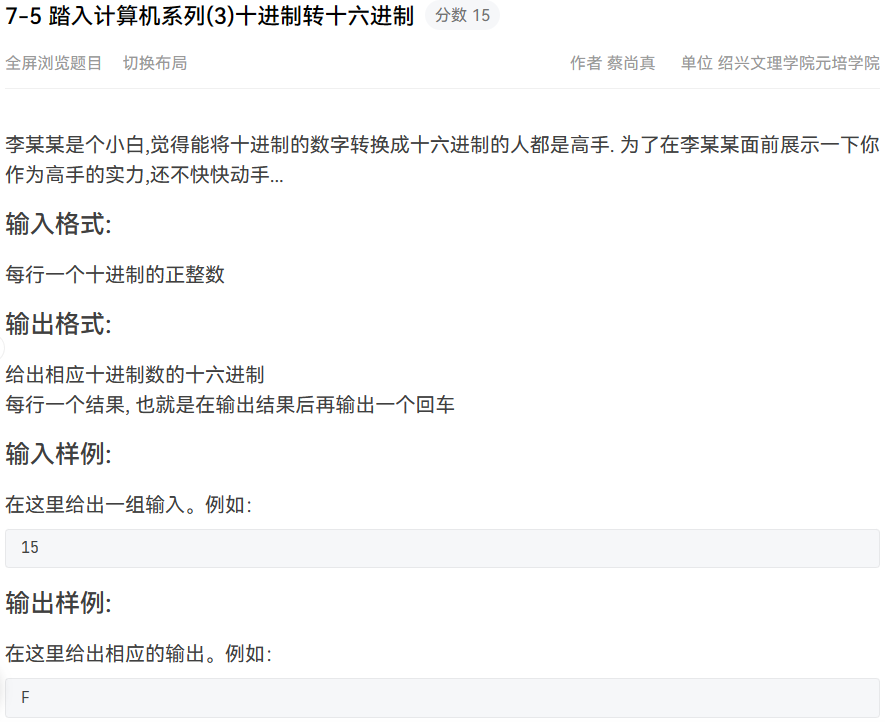 7-5 踏入计算机系列(3)十进制转十六进制 分数 15
全屏浏览题目 切换布局 作者 蔡尚真 单位 绍兴文理学院元培学院
李某某是个小白,觉得能将十进制的数字转换成十六进制的人都是高手. 为了在李某某面前展示一下你
作为高手的实力,还不快快动手...
输入格式:
每行一个十进制的正整数
输出格式:
给出相应十进制数的十六进制
每行一个结果, 也就是在输出结果后再输出一个回车
输入样例:
在这里给出一组输入。例如：
15
输出样例:
在这里给出相应的输出。例如：
F